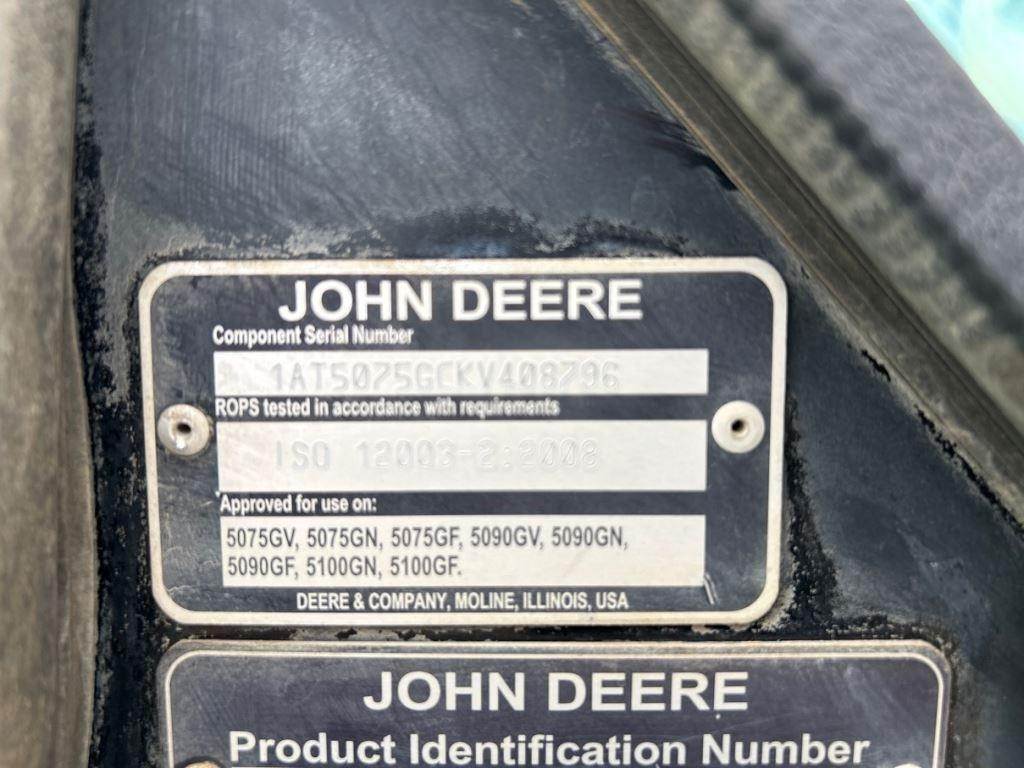 JOHN DEERE
Component Serial Number
1AT5075GCKV408796
ROPS tested in accordance with requirements
ISO 12003-2:2008
Approved for use on:
5075GV, 5075GN, 5075GF, 5090GV, 5090GN,
5090GF, 5100GN, 5100GF.
DEERE & COMPANY, MOLINE, ILLINOIS, USA
JOHN DEERE
Product Identification Number